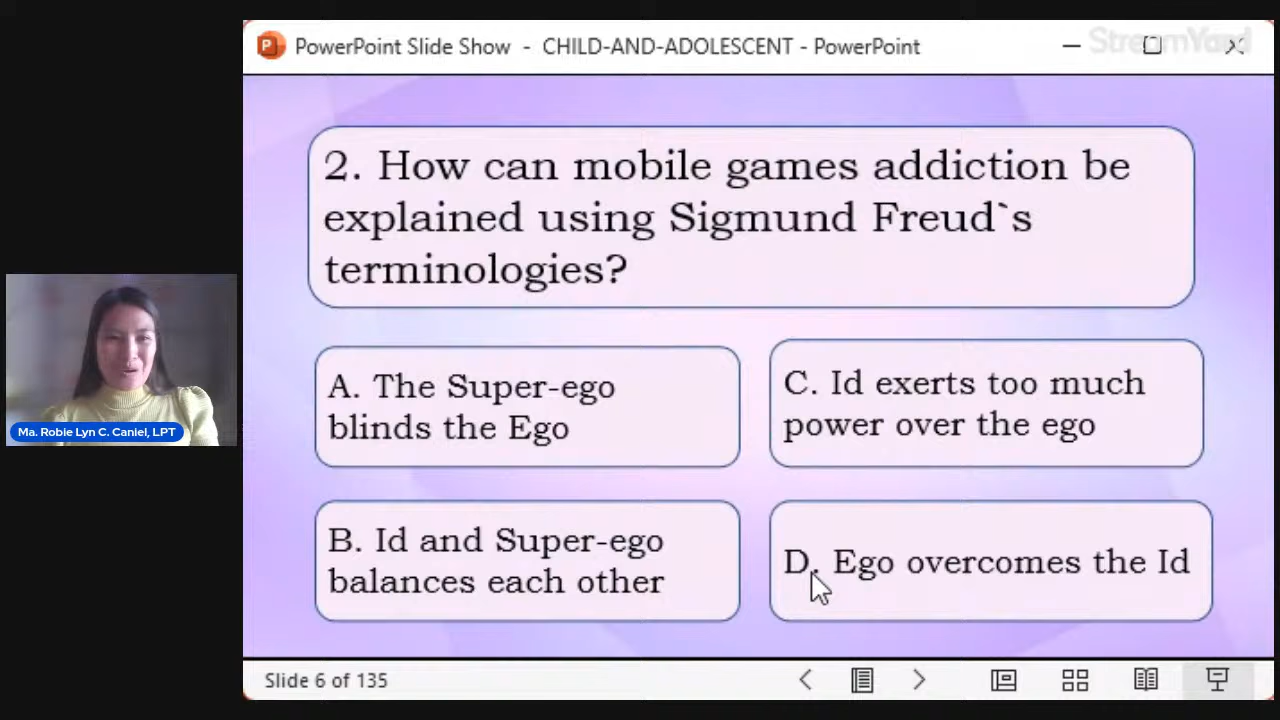 PowerPoint Slide Show - CHILD-AND-ADOLESCENT - PowerPoint
StreamYard
2. How can mobile games addiction be
explained using Sigmund Freud`s
terminologies?
A. The Super-ego
blinds the Ego
C. Id exerts too much
power over the ego
B. Id and Super-ego
balances each other
D. Ego overcomes the Id
Ma. Robie Lyn C. Caniel, LPT
Slide 6 of 135